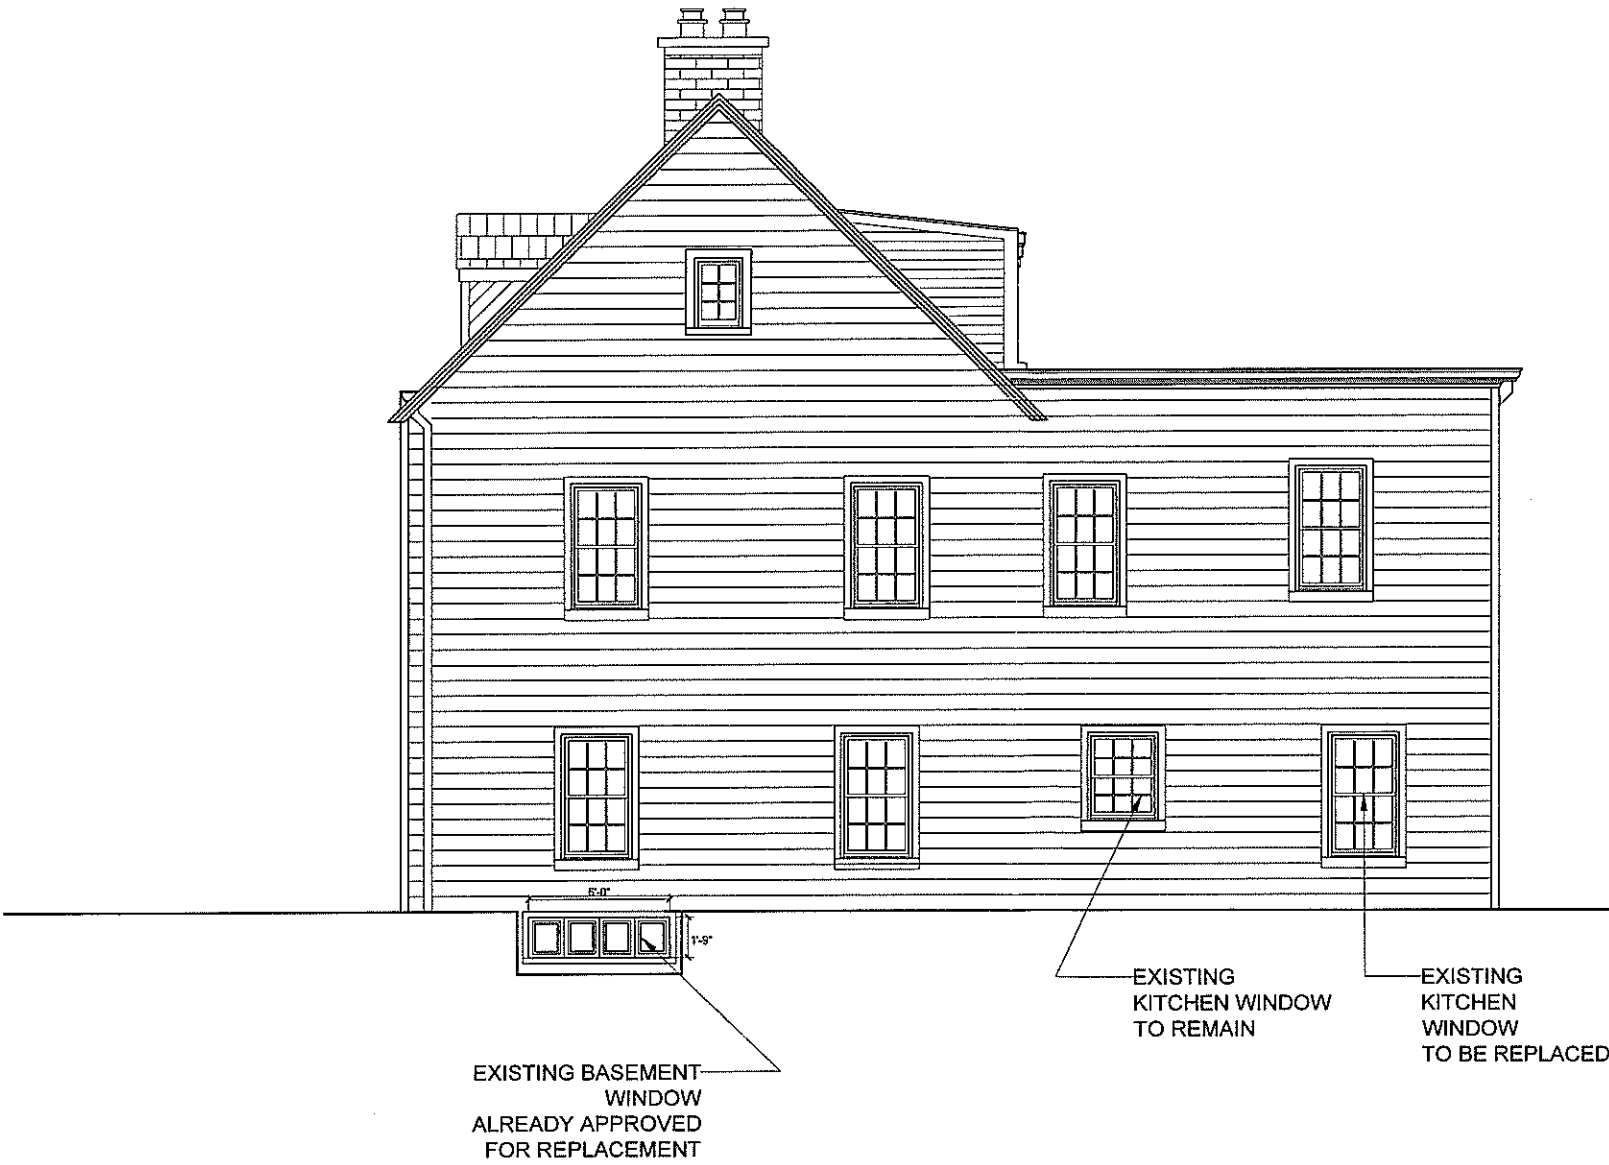 6'-0"
1'-9"
EXISTING
KITCHEN WINDOW
TO REMAIN
EXISTING
KITCHEN
WINDOW
TO BE REPLACED
EXISTING BASEMENT
WINDOW
ALREADY APPROVED
FOR REPLACEMENT